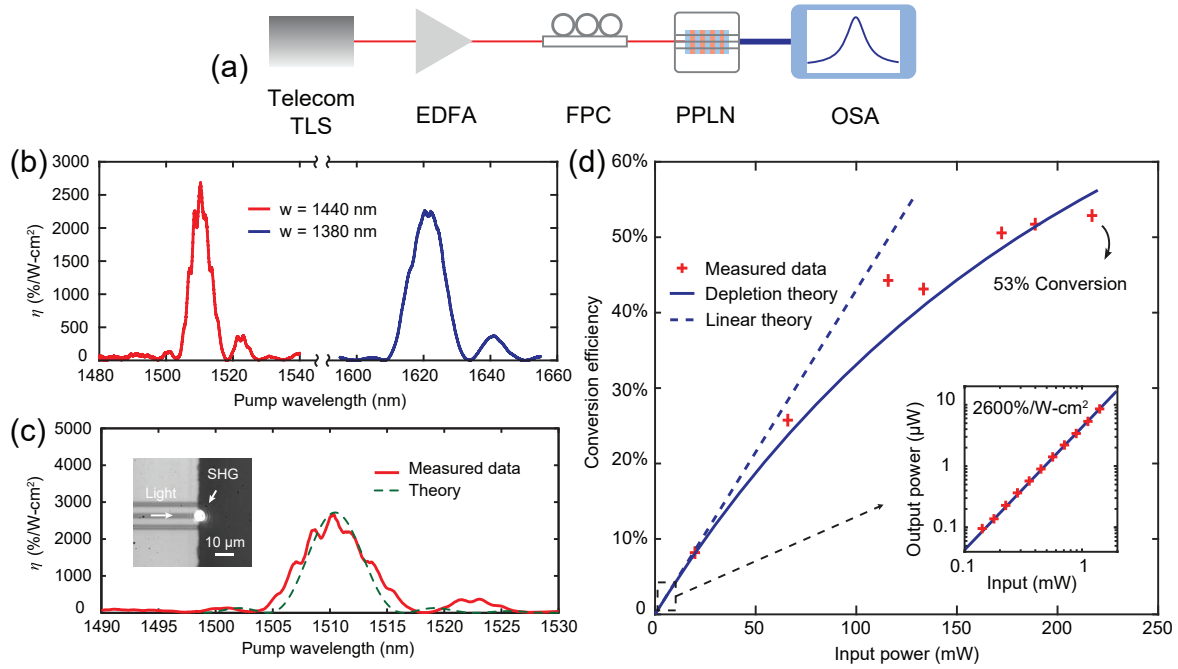 (a)
Telecom
TLS
EDFA
FPC
PPLN
OSA
(b)
3000
2500
2000
1500
1000
500
0
η (%/W-cm²)
w = 1440 nm
w = 1380 nm
1480
1500
1520
1540
1600
1620
1640
1660
Pump wavelength (nm)
Pump wavelength (nm)
(c)
5000
4000
3000
2000
1000
0
η (%/W-cm²)
Light
SHG
10 μm
Measured data
Theory
1490
1495
1500
1505
1510
1515
1520
1525
1530
Pump wavelength (nm)
(d)
60%
50%
40%
30%
20%
10%
0
Conversion efficiency
Measured data
Depletion theory
Linear theory
53% Conversion
2600%/W-cm²
10
1
0.1
Output power (μW)
0.1
1
Input (mW)
0
50
100
150
200
250
Input power (mW)